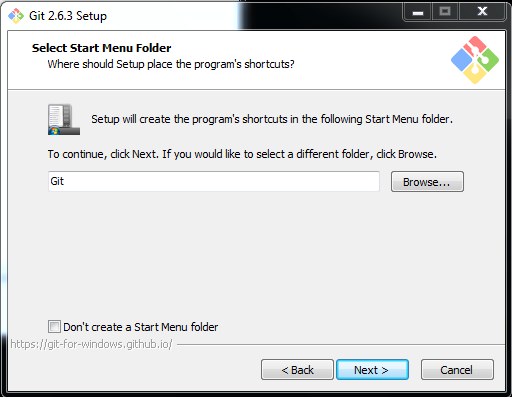 Git 2.6.3 Setup
Select Start Menu Folder
Where should Setup place the program's shortcuts?
Setup will create the program's shortcuts in the following Start Menu folder.
To continue, click Next. If you would like to select a different folder, click Browse.
Git
Browse...
Don't create a Start Menu folder
https://git-for-windows.github.io/
< Back
Next >
Cancel